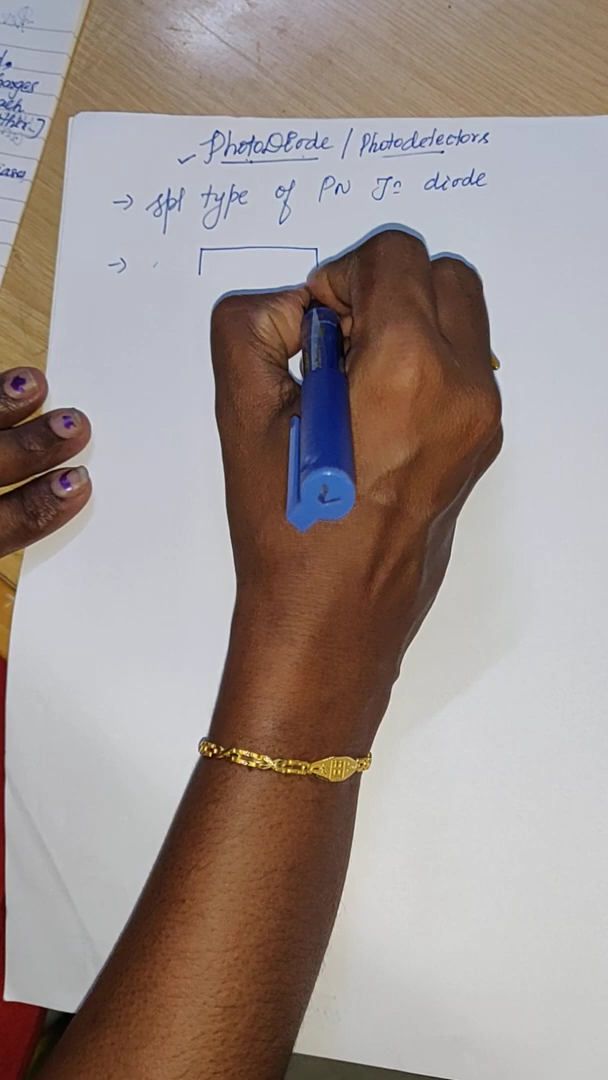 ✓ PhotoDiode / Photodetectors
→ spl type of PN Jn diode
→